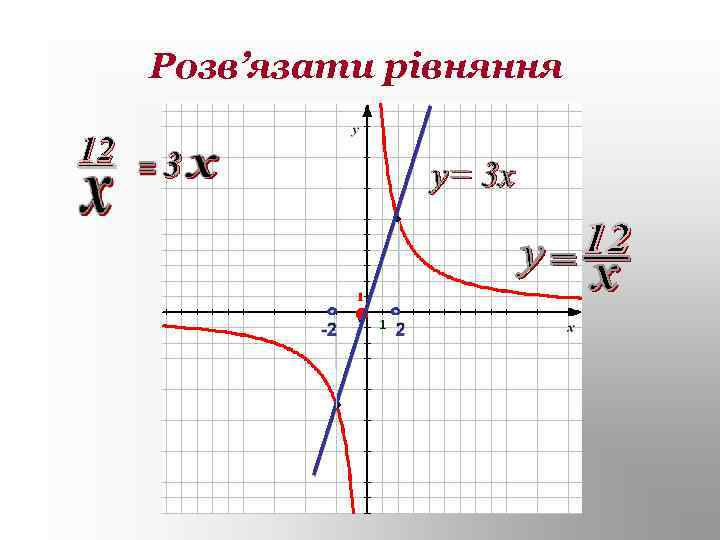 Розв’язати рівняння
12/x = 3x
y
y= 3x
y = 12/x
1
-2
1
2
x